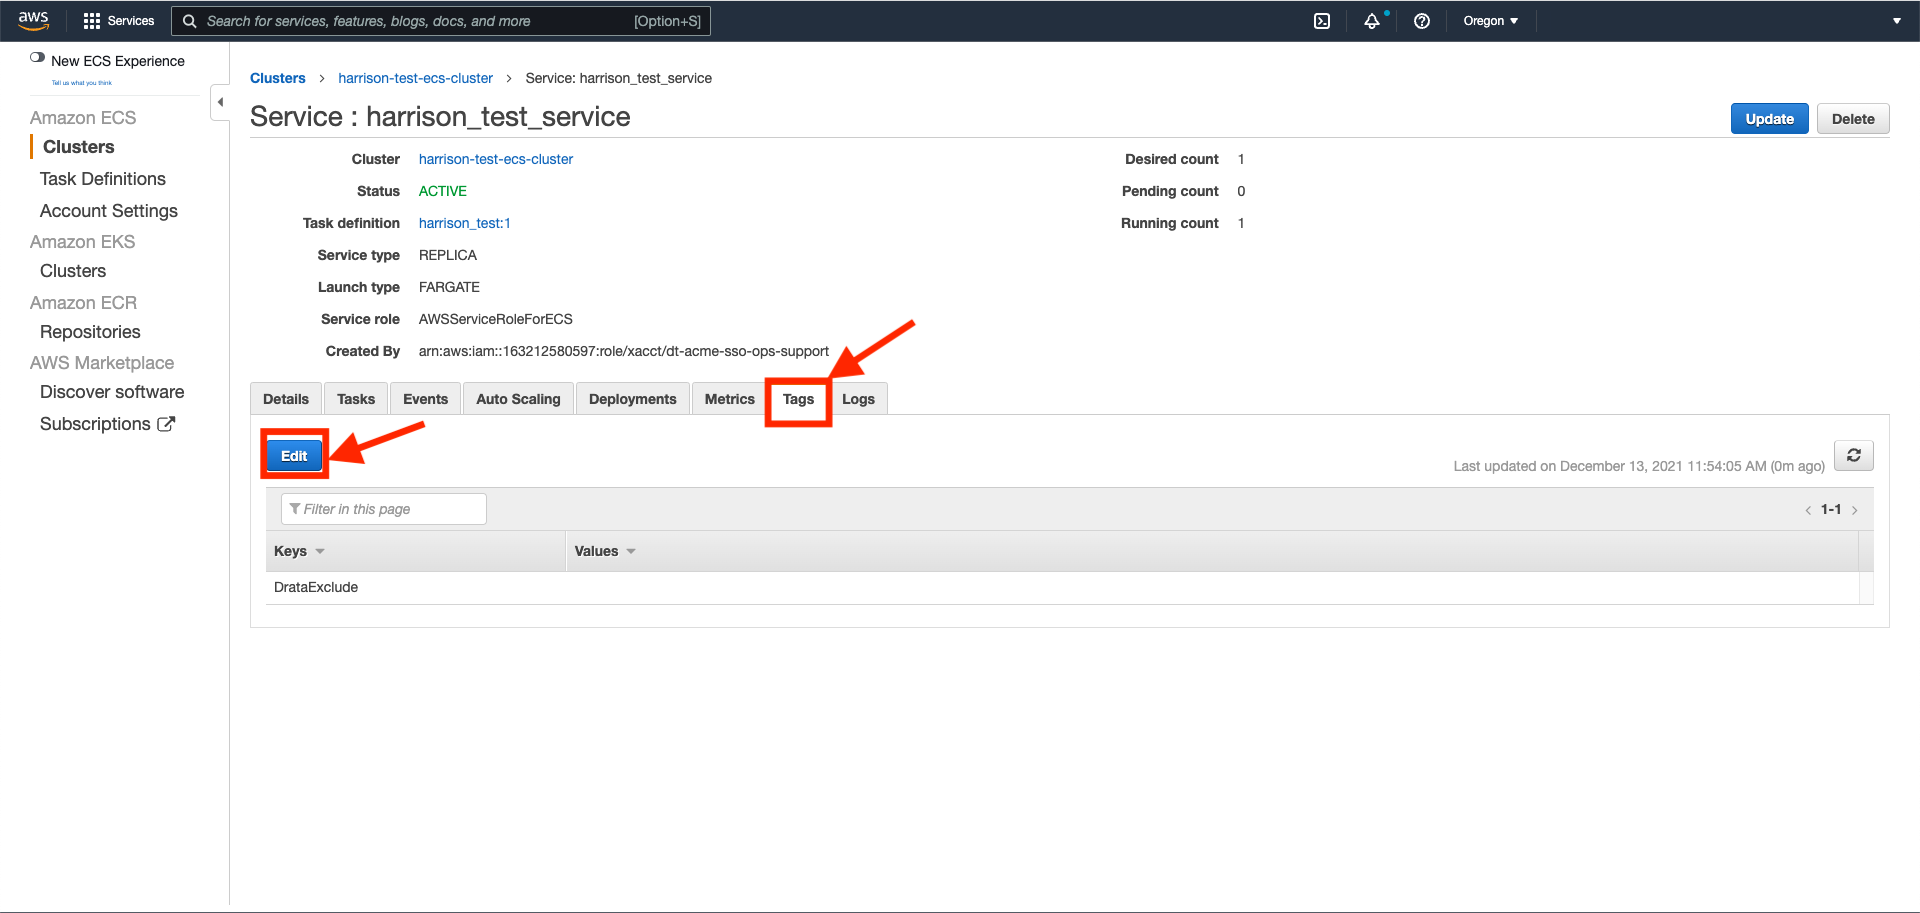 aws
Services
Search for services, features, blogs, docs, and more
[Option+S]
Oregon
New ECS Experience
Tell us what you think
Amazon ECS
Clusters
Task Definitions
Account Settings
Amazon EKS
Clusters
Amazon ECR
Repositories
AWS Marketplace
Discover software
Subscriptions
Clusters > harrison-test-ecs-cluster > Service: harrison_test_service
Service : harrison_test_service
Update
Delete
Cluster harrison-test-ecs-cluster
Status ACTIVE
Task definition harrison_test:1
Service type REPLICA
Launch type FARGATE
Service role AWSServiceRoleForECS
Created By arn:aws:iam::163212580597:role/xacct/dt-acme-sso-ops-support
Desired count 1
Pending count 0
Running count 1
Details
Tasks
Events
Auto Scaling
Deployments
Metrics
Tags
Logs
Edit
Last updated on December 13, 2021 11:54:05 AM (0m ago)
Filter in this page
< 1-1 >
Keys
Values
DrataExclude